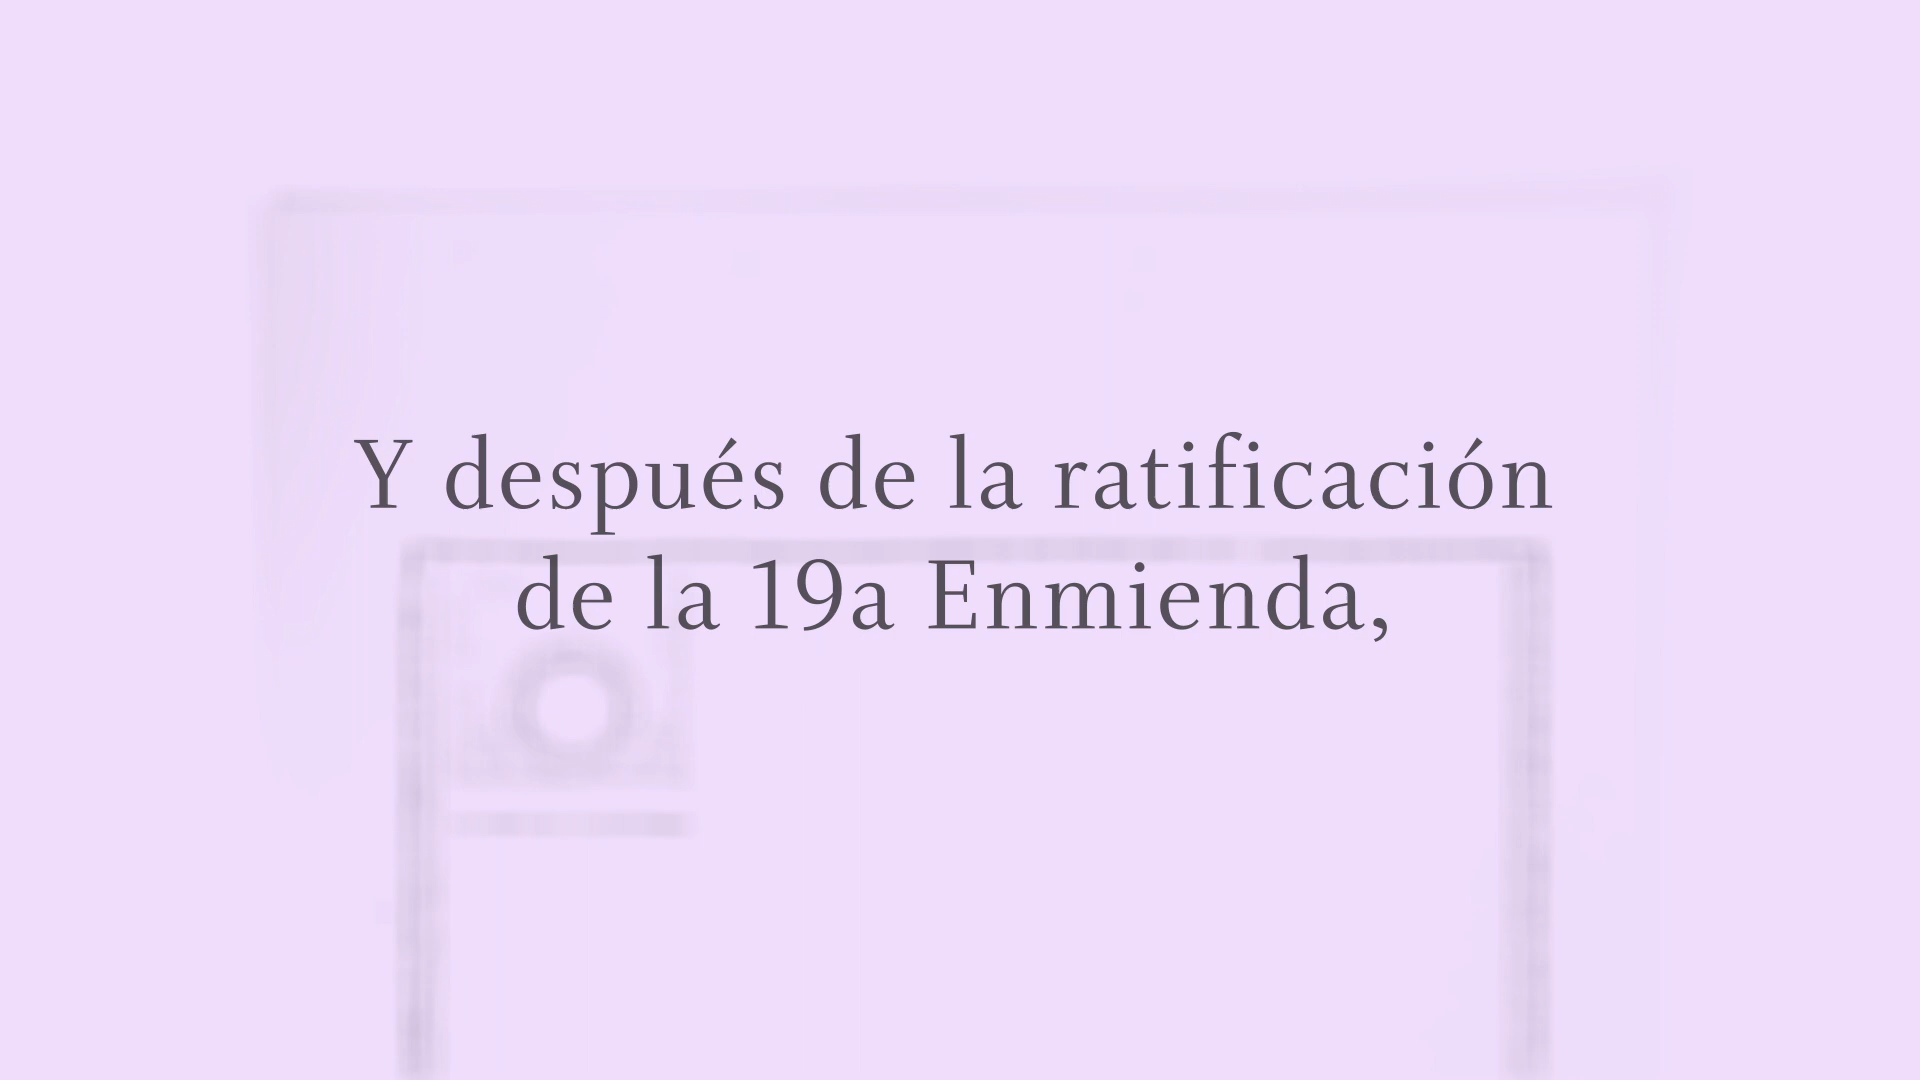 Y después de la ratificación
de la 19a Enmienda,